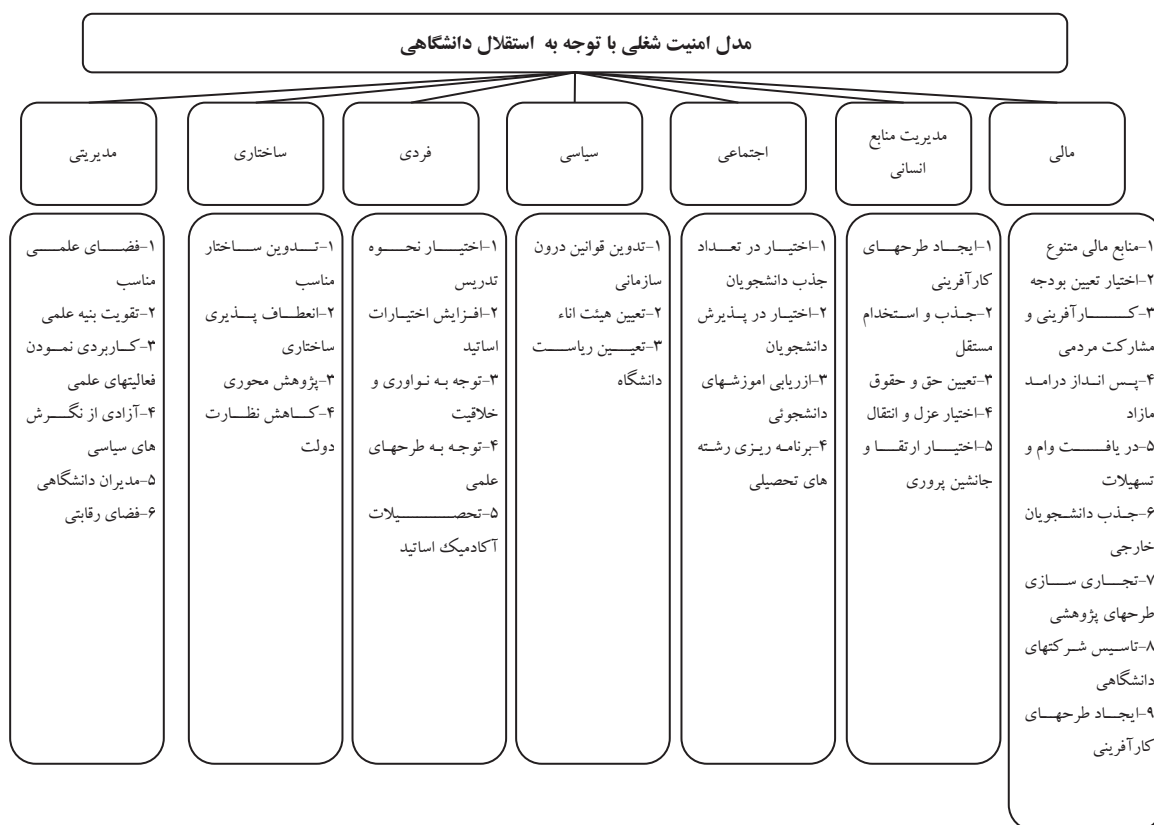 مدل امنیت شغلی با توجه به استقلال دانشگاهی
مالی
مدیریت منابع
انسانی
اجتماعی
سیاسی
فردی
ساختاری
مدیریتی
۱-منابع مالی متنوع
۲-اختیار تعیین بودجه
۳-کارآفرینی و
مشارکت مردمی
۴-پس انداز درامد
مازاد
۵-در یافت وام و
تسهیلات
۶-جذب دانشجویان
خارجی
۷-تجاری سازی
طرحهای پژوهشی
۸-تاسیس شرکتهای
دانشگاهی
۹-ایجاد طرحهای
کارآفرینی
۱-ایجاد طرحهای
کارآفرینی
۲-جذب و استخدام
مستقل
۳-تعیین حق و حقوق
۴-اختیار عزل و انتقال
۵-اختیار ارتقا و
جانشین پروری
۱-اختیار در تعداد
جذب دانشجویان
۲-اختیار در پذیرش
دانشجویان
۳-ازریابی اموزشهای
دانشجوئی
۴-برنامه ریزی رشته
های تحصیلی
۱-تدوین قوانین درون
سازمانی
۲-تعیین هیئت اناء
۳-تعیین ریاست
دانشگاه
۱-اختیار نحوه
تدریس
۲-افزایش اختیارات
اساتید
۳-توجه به نواوری و
خلاقیت
۴-توجه به طرحهای
علمی
۵-تحصیلات
آکادمیک اساتید
۱-تدوین ساختار
مناسب
۲-انعطاف پذیری
ساختاری
۳-پژوهش محوری
۴-کاهش نظارت
دولت
۱-فضای علمی
مناسب
۲-تقویت بنیه علمی
۳-کاربردی نمودن
فعالیتهای علمی
۴-آزادی از نگرش
های سیاسی
۵-مدیران دانشگاهی
۶-فضای رقابتی